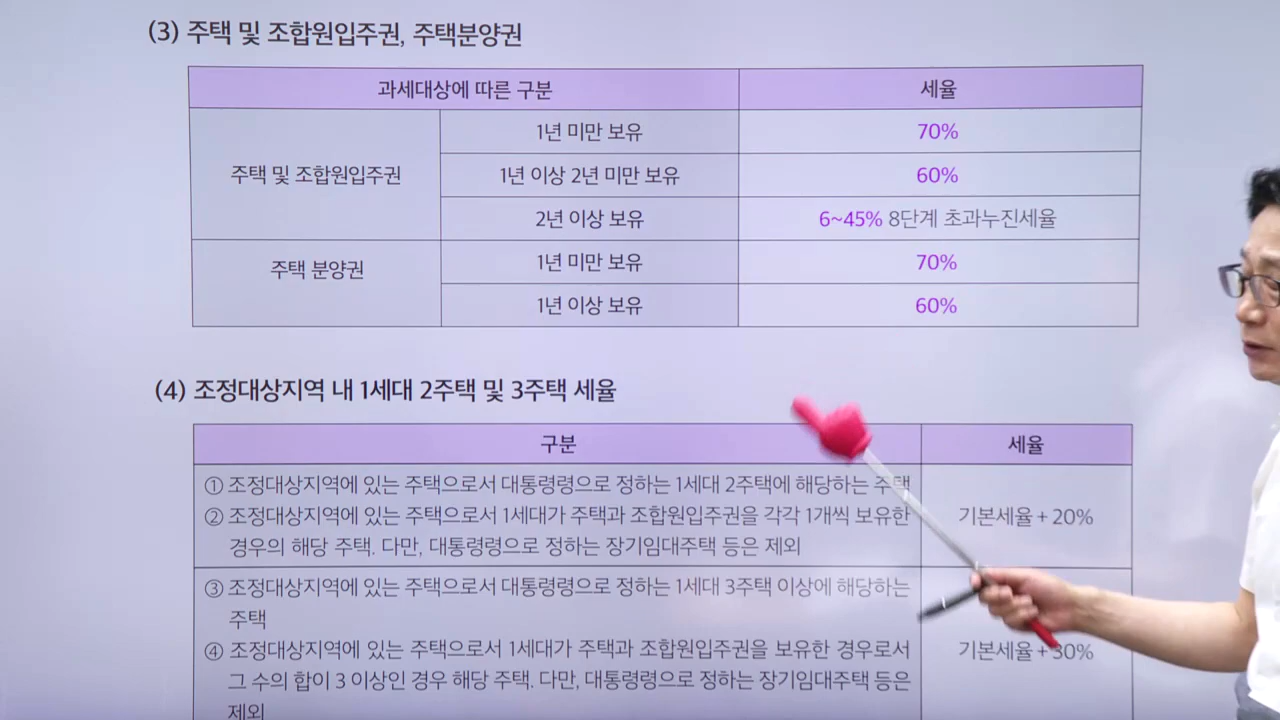 (3) 주택 및 조합원입주권, 주택분양권
과세대상에 따른 구분 세율
주택 및 조합원입주권 1년 미만 보유 70%
1년 이상 2년 미만 보유 60%
2년 이상 보유 6~45% 8단계 초과누진세율
주택 분양권 1년 미만 보유 70%
1년 이상 보유 60%
(4) 조정대상지역 내 1세대 2주택 및 3주택 세율
구분 세율
① 조정대상지역에 있는 주택으로서 대통령령으로 정하는 1세대 2주택에 해당하는 주택
② 조정대상지역에 있는 주택으로서 1세대가 주택과 조합원입주권을 각각 1개씩 보유한
경우의 해당 주택. 다만, 대통령령으로 정하는 장기임대주택 등은 제외
기본세율 + 20%
③ 조정대상지역에 있는 주택으로서 대통령령으로 정하는 1세대 3주택 이상에 해당하는
주택
④ 조정대상지역에 있는 주택으로서 1세대가 주택과 조합원입주권을 보유한 경우로서
그 수의 합이 3 이상인 경우 해당 주택. 다만, 대통령령으로 정하는 장기임대주택 등은
제외
기본세율 + 30%